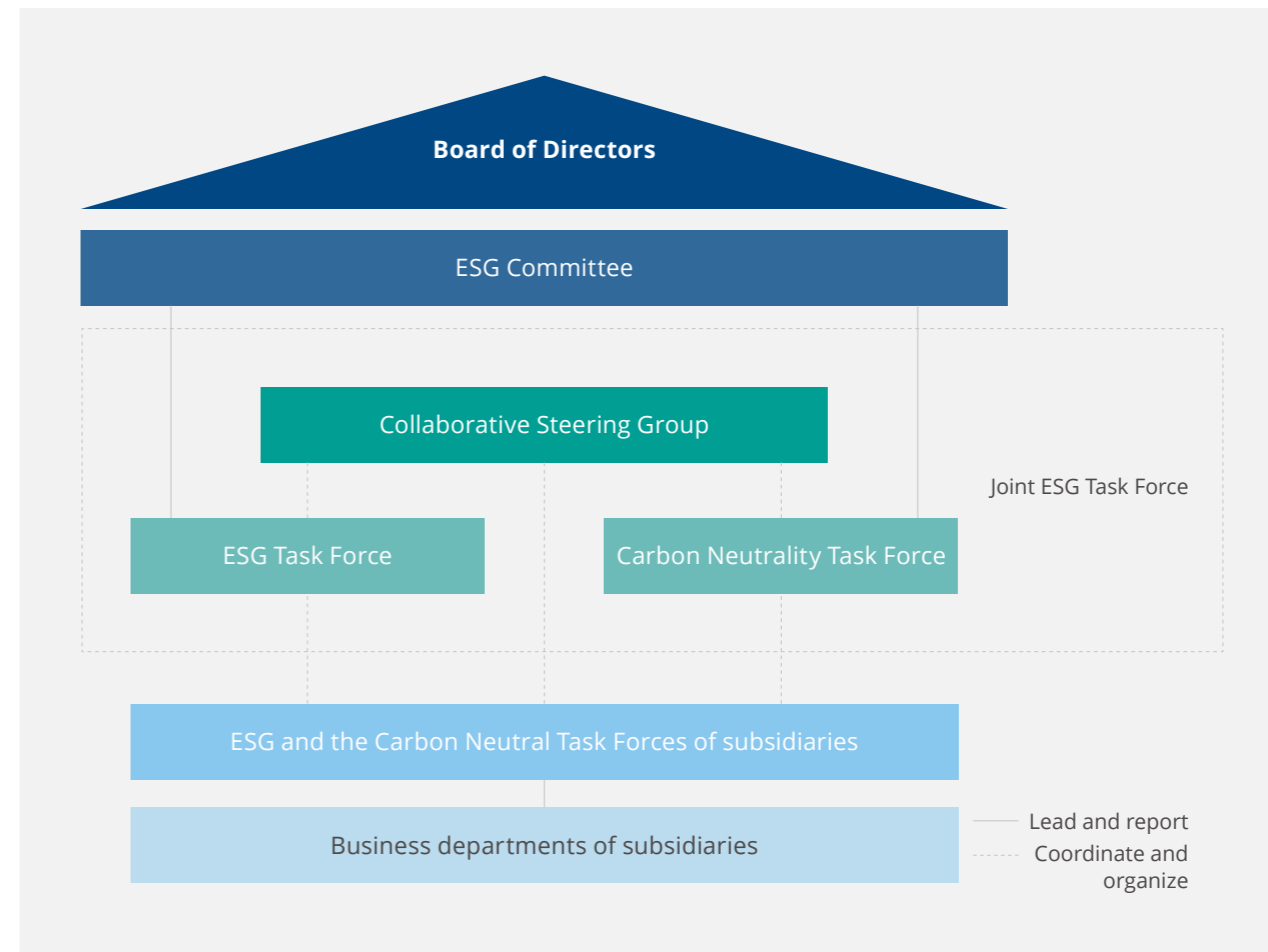 Board of Directors
ESG Committee
Collaborative Steering Group
Joint ESG Task Force
ESG Task Force
Carbon Neutrality Task Force
ESG and the Carbon Neutral Task Forces of subsidiaries
Business departments of subsidiaries
Lead and report
Coordinate and
organize